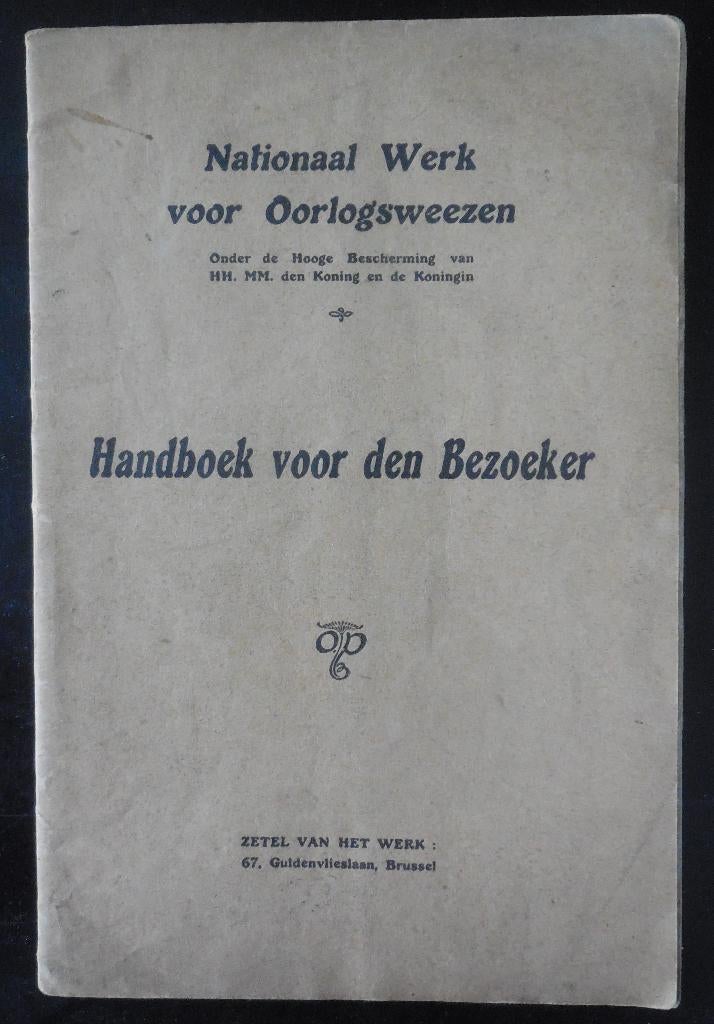 Nationaal Werk
voor Oorlogsweezen
Onder de Hooge Bescherming van
HH. MM. den Koning en de Koningin
Handboek voor den Bezoeker
OP
ZETEL VAN HET WERK :
67, Guldenvlieslaan, Brussel